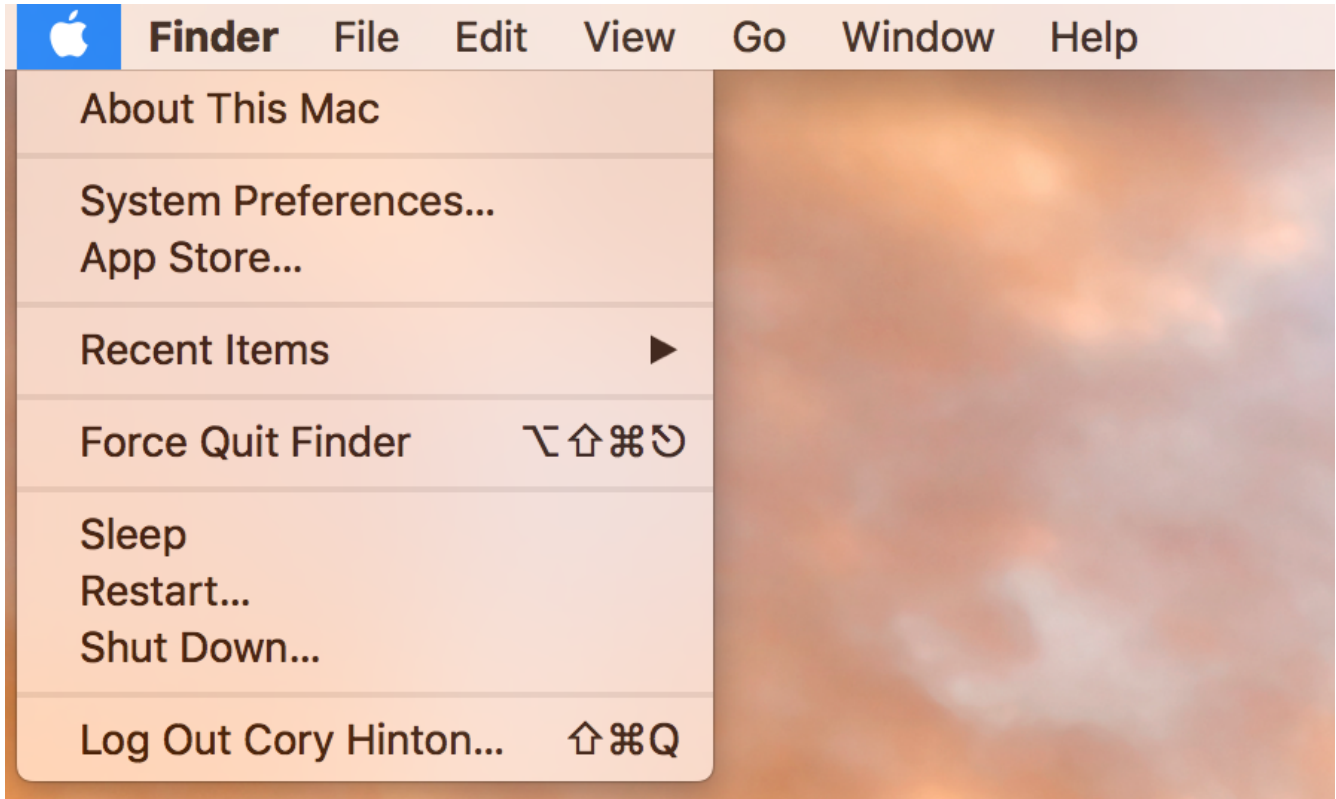 Finder File Edit View Go Window Help
About This Mac
System Preferences...
App Store...
Recent Items ▶
Force Quit Finder ⌥⇧⌘⎋
Sleep
Restart...
Shut Down...
Log Out Cory Hinton... ⇧⌘Q